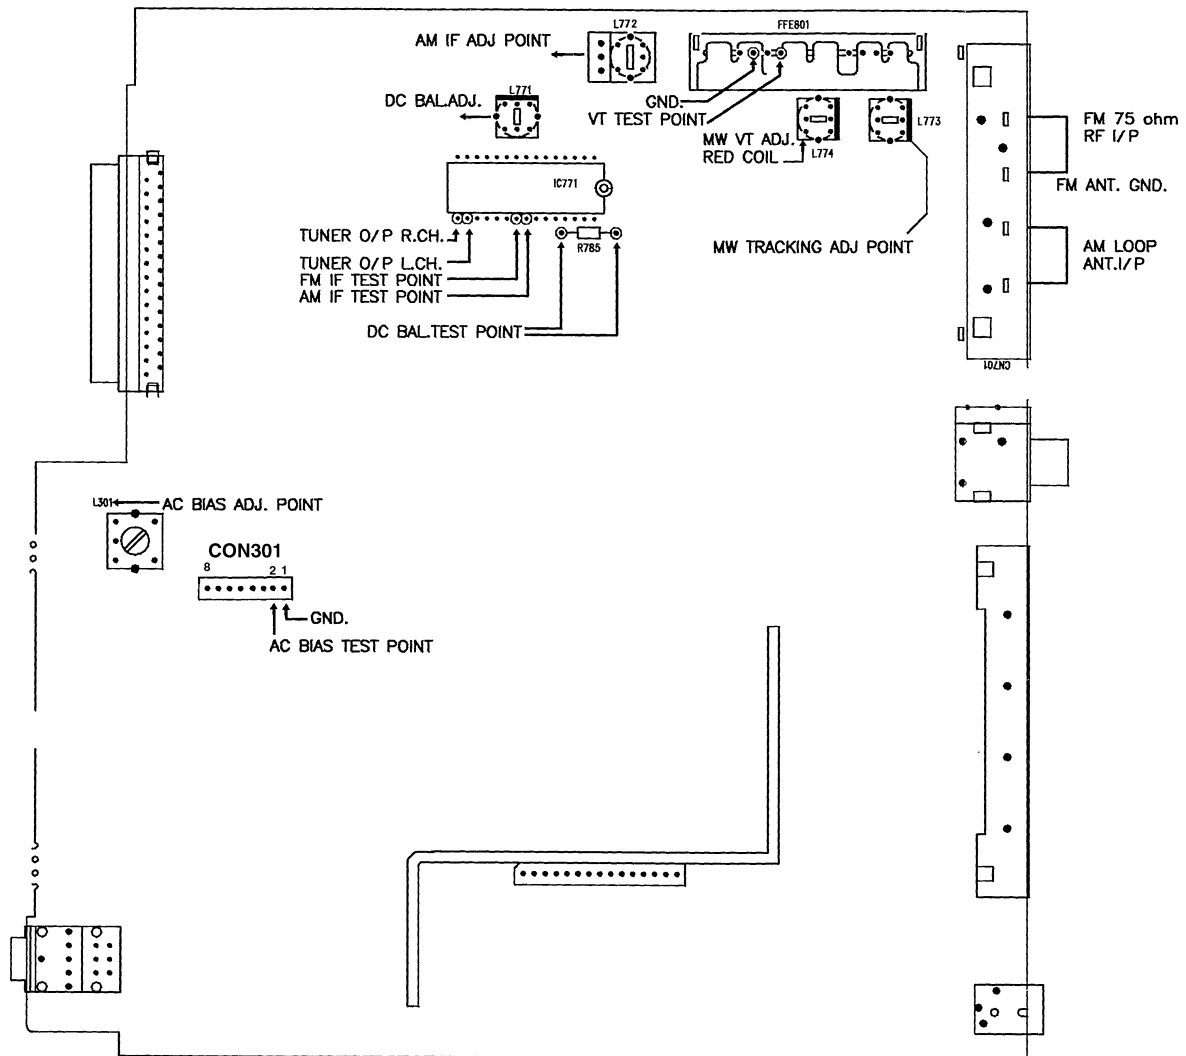 L772
FFE801
AM IF ADJ POINT
L771
DC BAL.ADJ.
GND.
VT TEST POINT
MW VT ADJ.
RED COIL
L774
L773
FM 75 ohm
RF I/P
FM ANT. GND.
IC771
TUNER O/P R.CH.
R785
MW TRACKING ADJ POINT
AM LOOP
ANT.I/P
TUNER O/P L.CH.
FM IF TEST POINT
AM IF TEST POINT
DC BAL.TEST POINT
CN701
L301
AC BIAS ADJ. POINT
CON301
8 2 1
GND.
AC BIAS TEST POINT